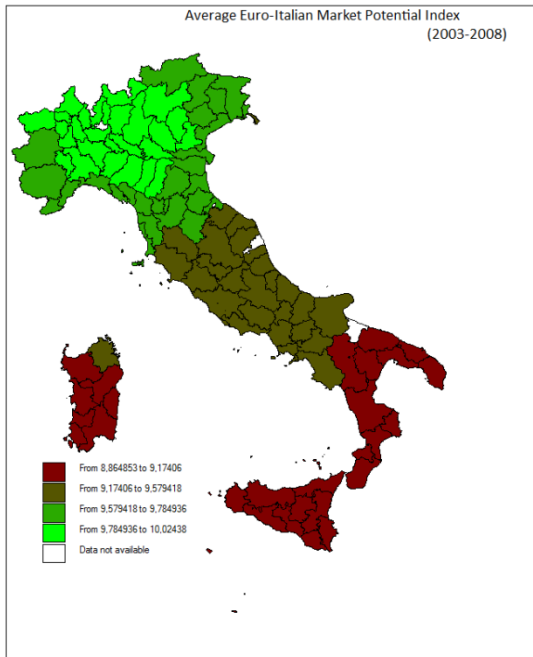 Average Euro-Italian Market Potential Index
(2003-2008)
From 8,864853 to 9,17406
From 9,17406 to 9,579418
From 9,579418 to 9,784936
From 9,784936 to 10,02438
Data not available